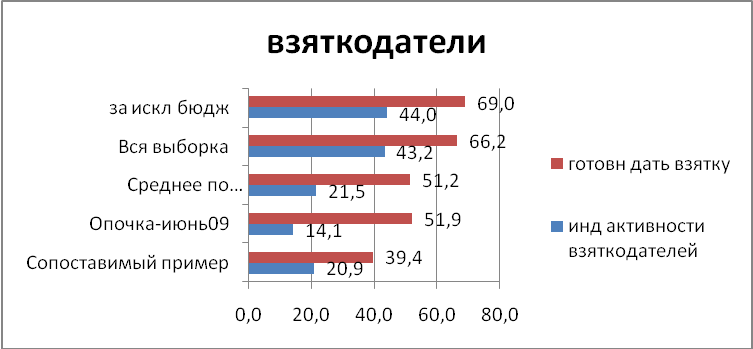 взяткодатели
за искл бюдж
69,0
44,0
Вся выборка
66,2
43,2
Среднее по...
51,2
21,5
Опочка-июнь09
51,9
14,1
Сопоставимый пример
39,4
20,9
0,0 20,0 40,0 60,0 80,0
готовн дать взятку
инд активности
взяткодателей